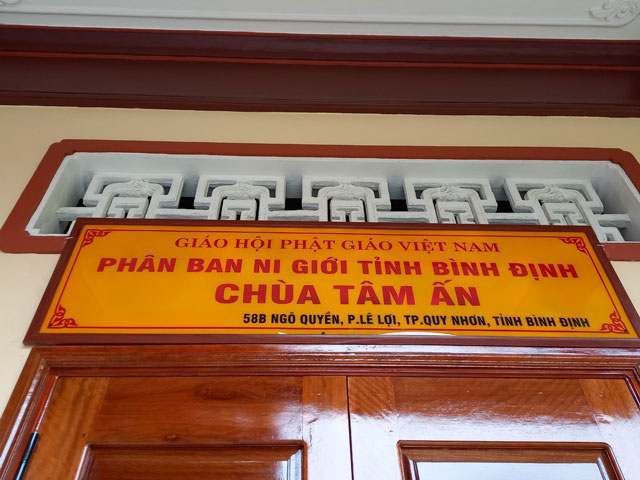 GIÁO HỘI PHẬT GIÁO VIỆT NAM
PHÂN BAN NI GIỚI TỈNH BÌNH ĐỊNH
CHÙA TÂM ẤN
58B NGÔ QUYỀN, P.LÊ LỢI, TP.QUY NHƠN, TỈNH BÌNH ĐỊNH